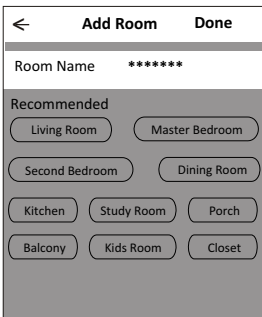 ← Add Room Done
Room Name *******
Recommended
Living Room Master Bedroom
Second Bedroom Dining Room
Kitchen Study Room Porch
Balcony Kids Room Closet